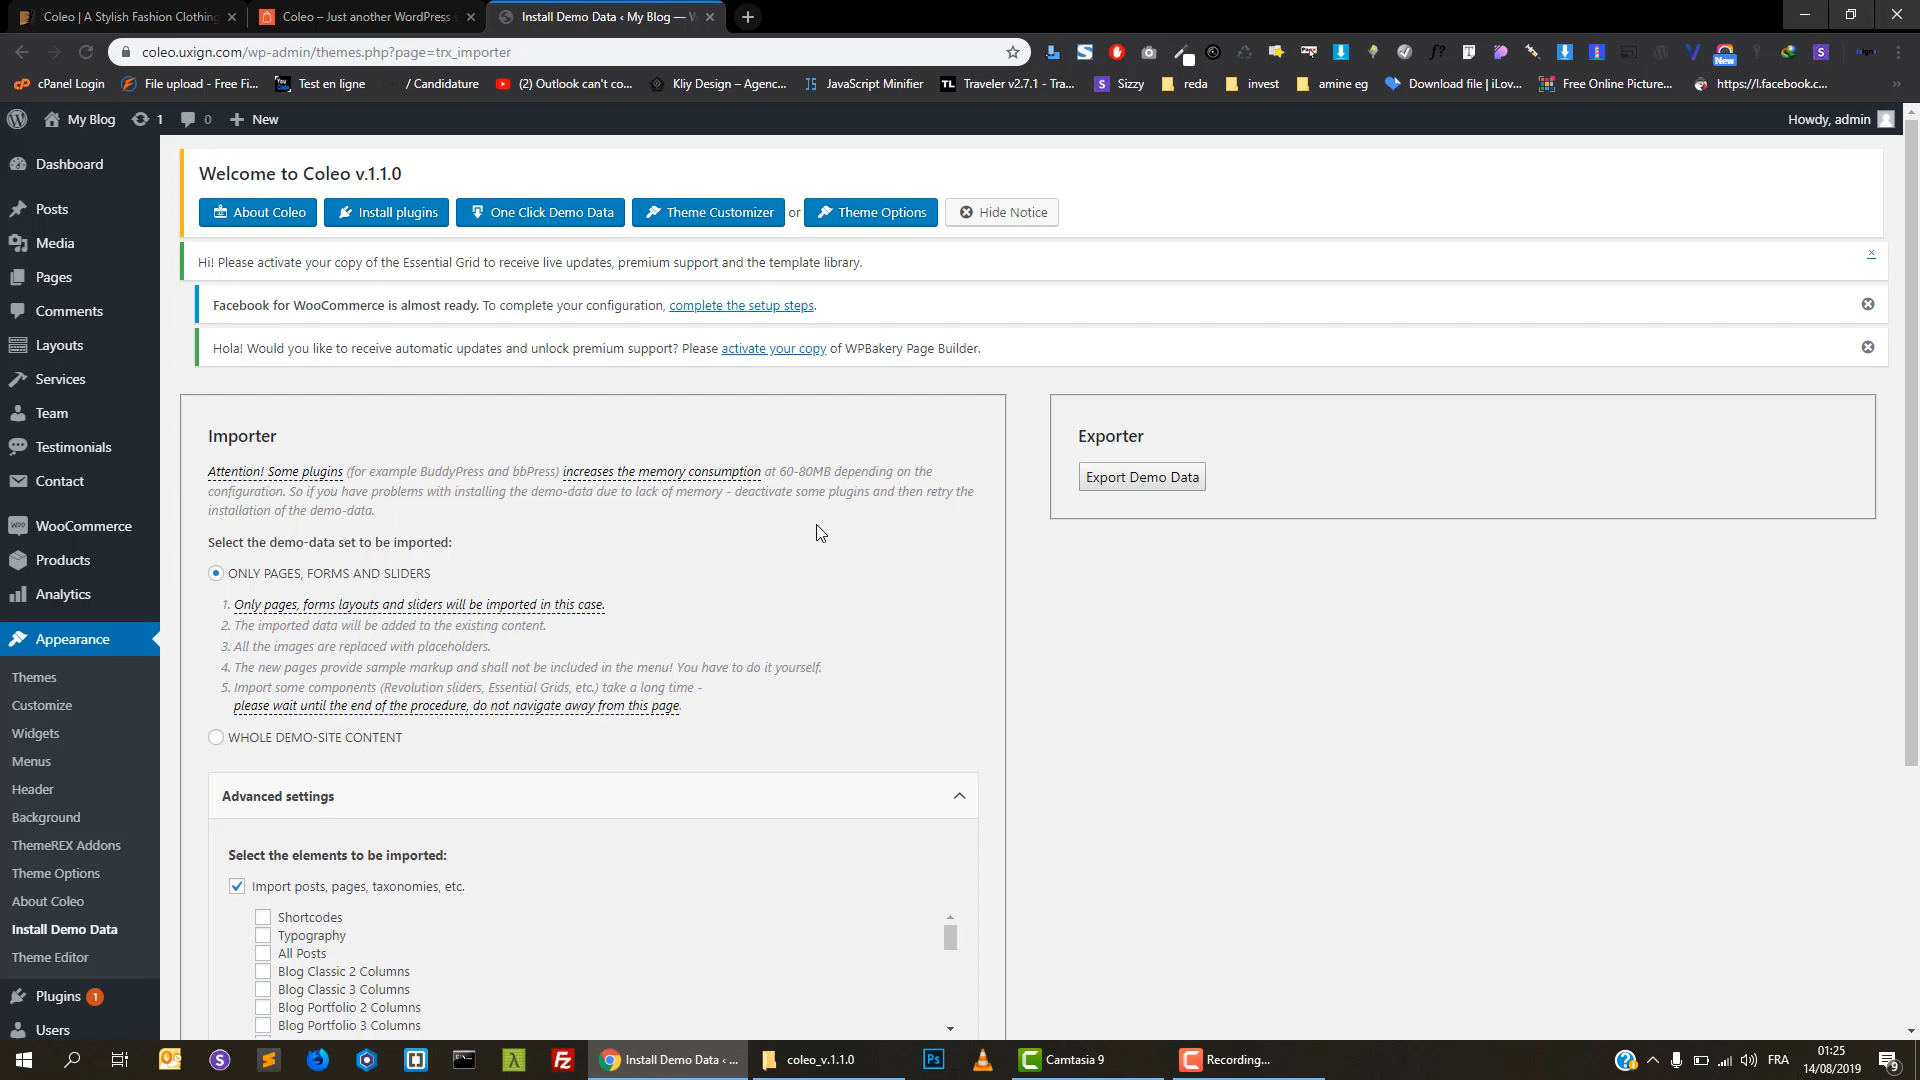 Coleo | A Stylish Fashion Clothing
Coleo – Just another WordPress s
Install Demo Data ‹ My Blog — W
coleo.uxign.com/wp-admin/themes.php?page=trx_importer
New
cPanel Login
File upload - Free Fi...
Test en ligne
/ Candidature
(2) Outlook can't co...
Kliy Design – Agenc...
JavaScript Minifier
Traveler v2.7.1 - Tra...
Sizzy
reda
invest
amine eg
Download file | iLov...
Free Online Picture...
https://l.facebook.c...
My Blog
1
0
New
Howdy, admin
Dashboard
Posts
Media
Pages
Comments
Layouts
Services
Team
Testimonials
Contact
WooCommerce
Products
Analytics
Appearance
Themes
Customize
Widgets
Menus
Header
Background
ThemeREX Addons
Theme Options
About Coleo
Install Demo Data
Theme Editor
Plugins 1
Users
Welcome to Coleo v.1.1.0
About Coleo
Install plugins
One Click Demo Data
Theme Customizer
or
Theme Options
Hide Notice
Hi! Please activate your copy of the Essential Grid to receive live updates, premium support and the template library.
Facebook for WooCommerce is almost ready. To complete your configuration, complete the setup steps.
Hola! Would you like to receive automatic updates and unlock premium support? Please activate your copy of WPBakery Page Builder.
Importer
Attention! Some plugins (for example BuddyPress and bbPress) increases the memory consumption at 60-80MB depending on the
configuration. So if you have problems with installing the demo-data due to lack of memory - deactivate some plugins and then retry the
installation of the demo-data.
Select the demo-data set to be imported:
ONLY PAGES, FORMS AND SLIDERS
1. Only pages, forms layouts and sliders will be imported in this case.
2. The imported data will be added to the existing content.
3. All the images are replaced with placeholders.
4. The new pages provide sample markup and shall not be included in the menu! You have to do it yourself.
5. Import some components (Revolution sliders, Essential Grids, etc.) take a long time -
please wait until the end of the procedure, do not navigate away from this page.
WHOLE DEMO-SITE CONTENT
Advanced settings
Select the elements to be imported:
Import posts, pages, taxonomies, etc.
Shortcodes
Typography
All Posts
Blog Classic 2 Columns
Blog Classic 3 Columns
Blog Portfolio 2 Columns
Blog Portfolio 3 Columns
Exporter
Export Demo Data
Install Demo Data ‹ ...
coleo_v.1.1.0
Ps
Camtasia 9
Recording...
FRA
01:25
14/08/2019
9